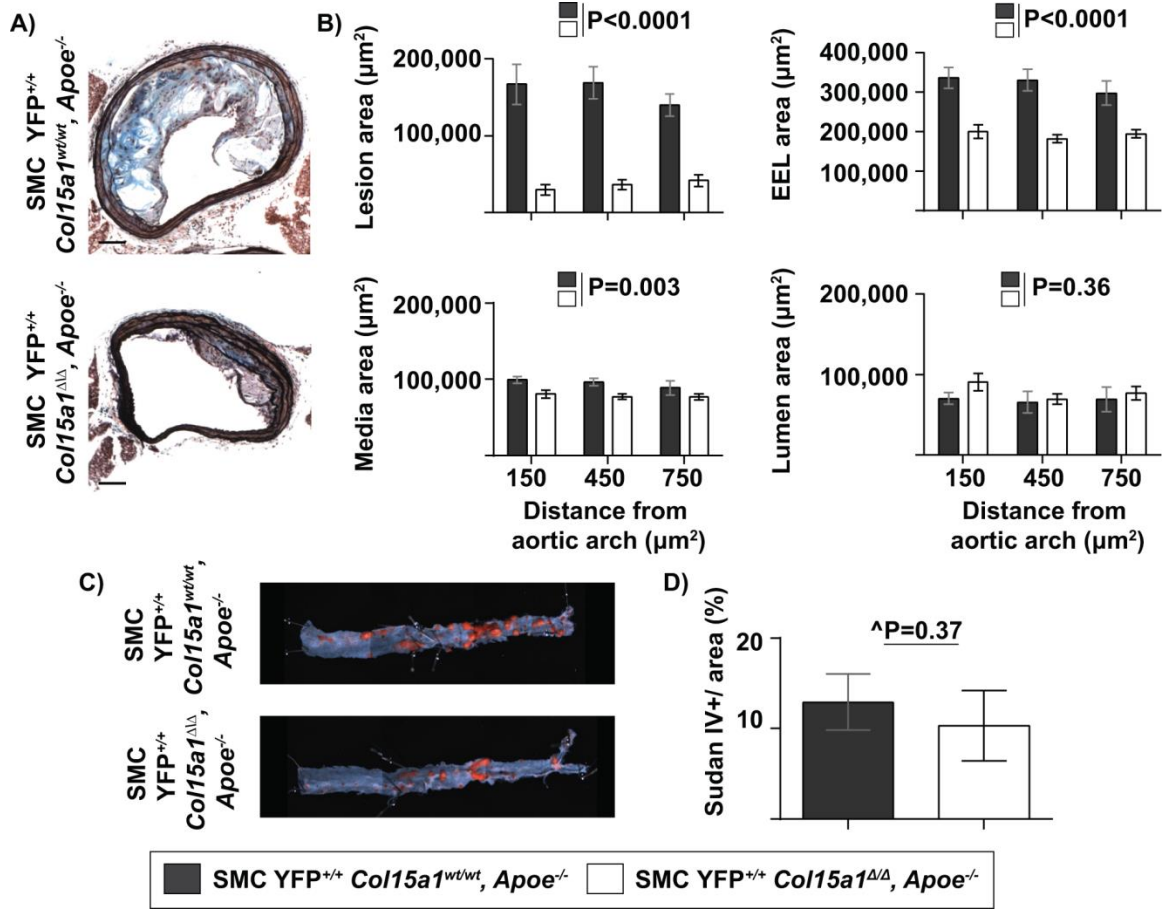 A)
SMC YFP+/+
Col15a1wt/wt, Apoe-/-
SMC YFP+/+
Col15a1Δ\Δ, Apoe-/-
B)
P<0.0001
Lesion area (µm²)
200,000
100,000
P<0.0001
EEL area (µm²)
400,000
300,000
200,000
100,000
P=0.003
Media area (µm²)
200,000
100,000
150 450 750
Distance from
aortic arch (µm²)
P=0.36
Lumen area (µm²)
200,000
100,000
150 450 750
Distance from
aortic arch (µm²)
C)
SMC
YFP+/+
Col15a1wt/wt,
Apoe-/-
SMC
YFP+/+
Col15a1Δ\Δ,
Apoe-/-
D)
^P=0.37
Sudan IV+/ area (%)
20
10
SMC YFP+/+ Col15a1wt/wt, Apoe-/-
SMC YFP+/+ Col15a1Δ/Δ, Apoe-/-